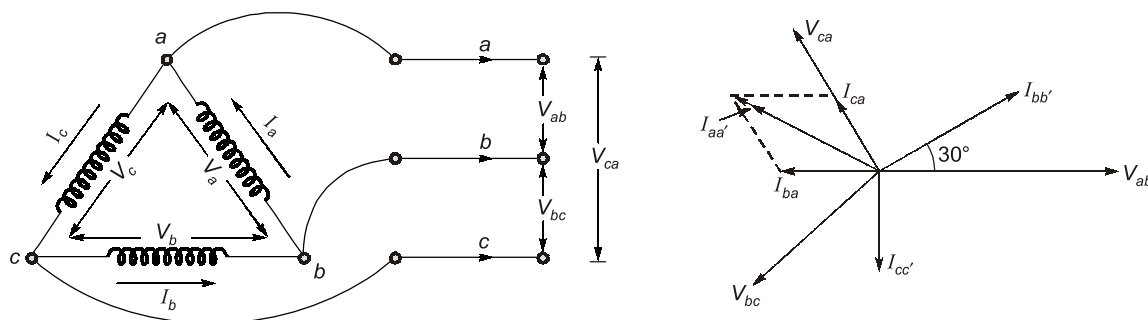 a
a
I_c
I_a
V_c
V_a
V_ab
b
V_ca
V_b
V_bc
c
b
c
I_b
V_ca
I_ca
I_bb′
I_aa′
30°
I_ba
V_ab
I_cc′
V_bc